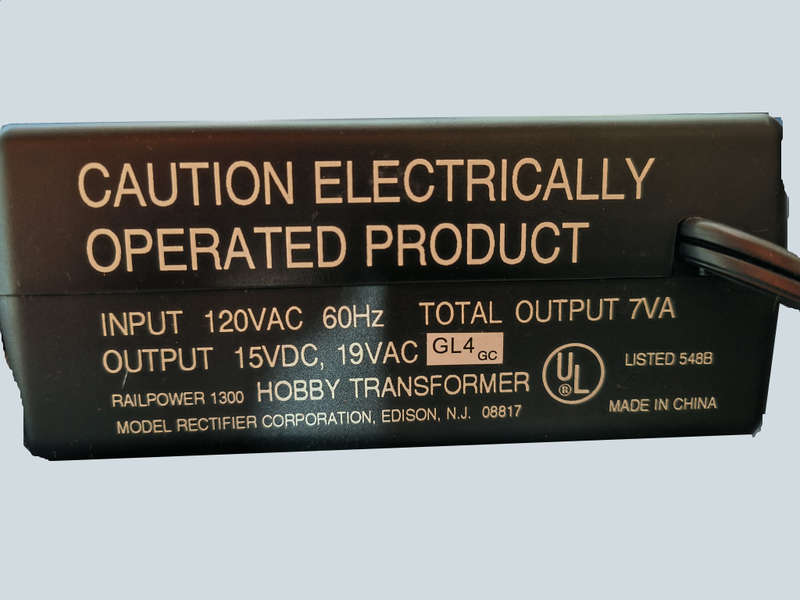 CAUTION ELECTRICALLY
OPERATED PRODUCT
INPUT 120VAC 60Hz TOTAL OUTPUT 7VA
OUTPUT 15VDC, 19VAC GL4 GC
RAILPOWER 1300 HOBBY TRANSFORMER UL ® LISTED 548B
MODEL RECTIFIER CORPORATION, EDISON, N.J. 08817 MADE IN CHINA